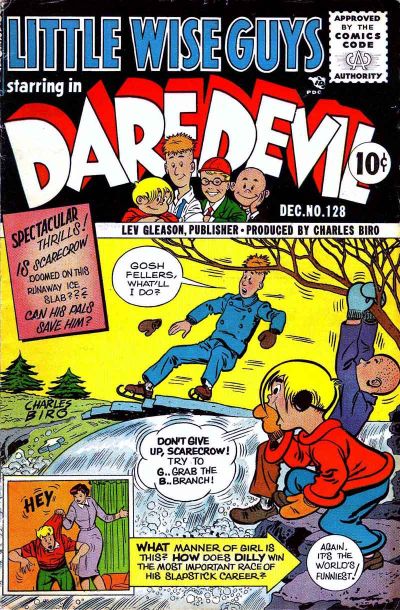 LITTLE WISE GUYS
APPROVED
BY THE
COMICS
CODE
AUTHORITY
starring in
PDC
DAREDEVIL
10¢
DEC. NO. 128
LEV GLEASON, PUBLISHER - PRODUCED BY CHARLES BIRO
SPECTACULAR
THRILLS!
IS SCARECROW
DOOMED ON THIS
RUNAWAY ICE
SLAB???
CAN HIS PALS
SAVE HIM?
GOSH
FELLERS,
WHAT'LL
I DO?
CHARLES
BIRO
DON'T GIVE
UP, SCARECROW!
TRY TO
G.. GRAB THE
B.. BRANCH!
HEY.
WHAT MANNER OF GIRL IS
THIS? HOW DOES DILLY WIN
THE MOST IMPORTANT RACE OF
HIS SLAPSTICK CAREER?
AGAIN,
IT'S THE
WORLD'S
FUNNIEST!